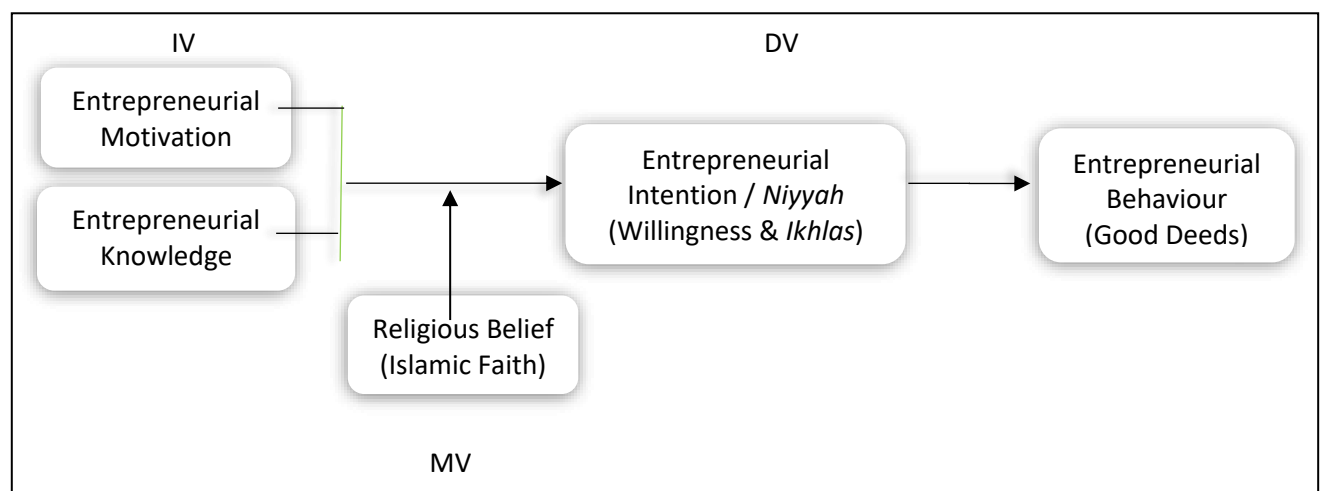 IV
DV
Entrepreneurial
Motivation
Entrepreneurial
Knowledge
Entrepreneurial
Intention / Niyyah
(Willingness & Ikhlas)
Entrepreneurial
Behaviour
(Good Deeds)
Religious Belief
(Islamic Faith)
MV